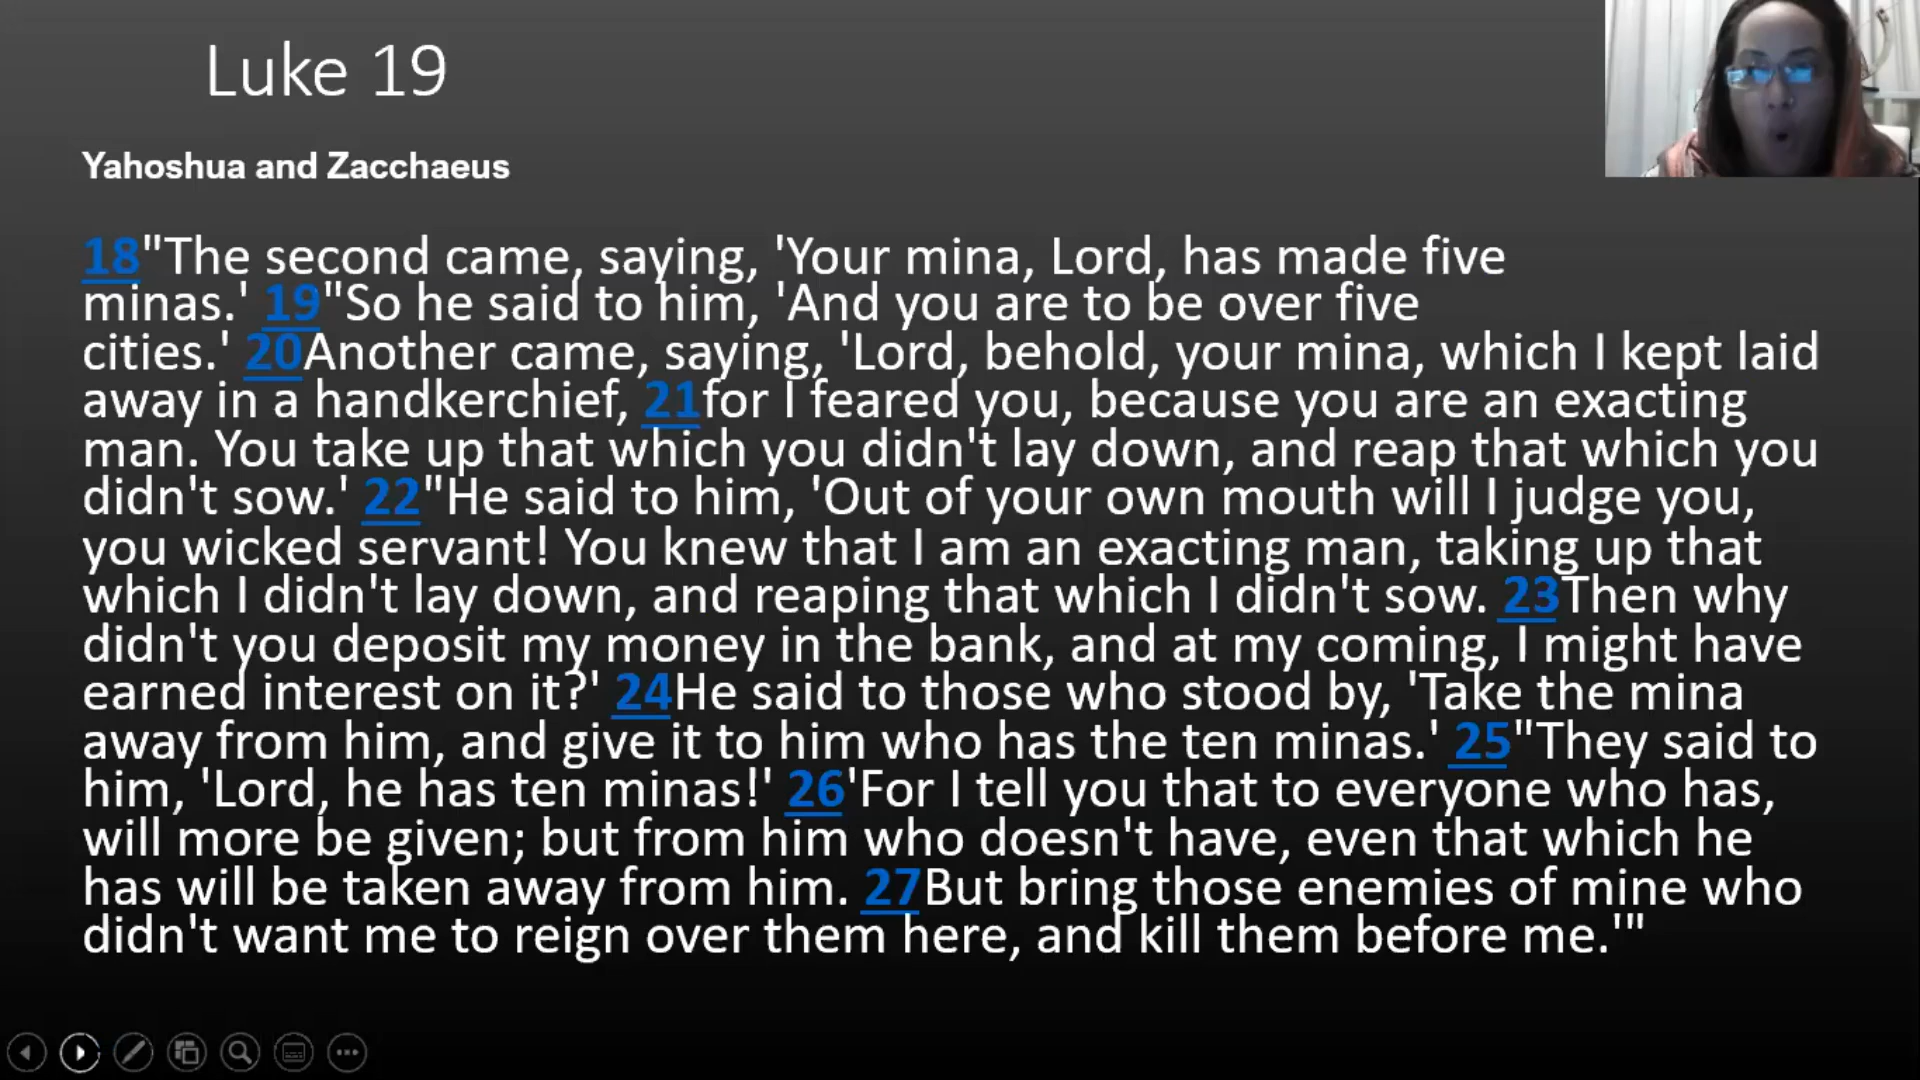 Luke 19
Yahoshua and Zacchaeus
18"The second came, saying, 'Your mina, Lord, has made five
minas.' 19"So he said to him, 'And you are to be over five
cities.' 20Another came, saying, 'Lord, behold, your mina, which I kept laid
away in a handkerchief, 21for I feared you, because you are an exacting
man. You take up that which you didn't lay down, and reap that which you
didn't sow.' 22"He said to him, 'Out of your own mouth will I judge you,
you wicked servant! You knew that I am an exacting man, taking up that
which I didn't lay down, and reaping that which I didn't sow. 23Then why
didn't you deposit my money in the bank, and at my coming, I might have
earned interest on it?' 24He said to those who stood by, 'Take the mina
away from him, and give it to him who has the ten minas.' 25"They said to
him, 'Lord, he has ten minas!' 26'For I tell you that to everyone who has,
will more be given; but from him who doesn't have, even that which he
has will be taken away from him. 27But bring those enemies of mine who
didn't want me to reign over them here, and kill them before me.'"